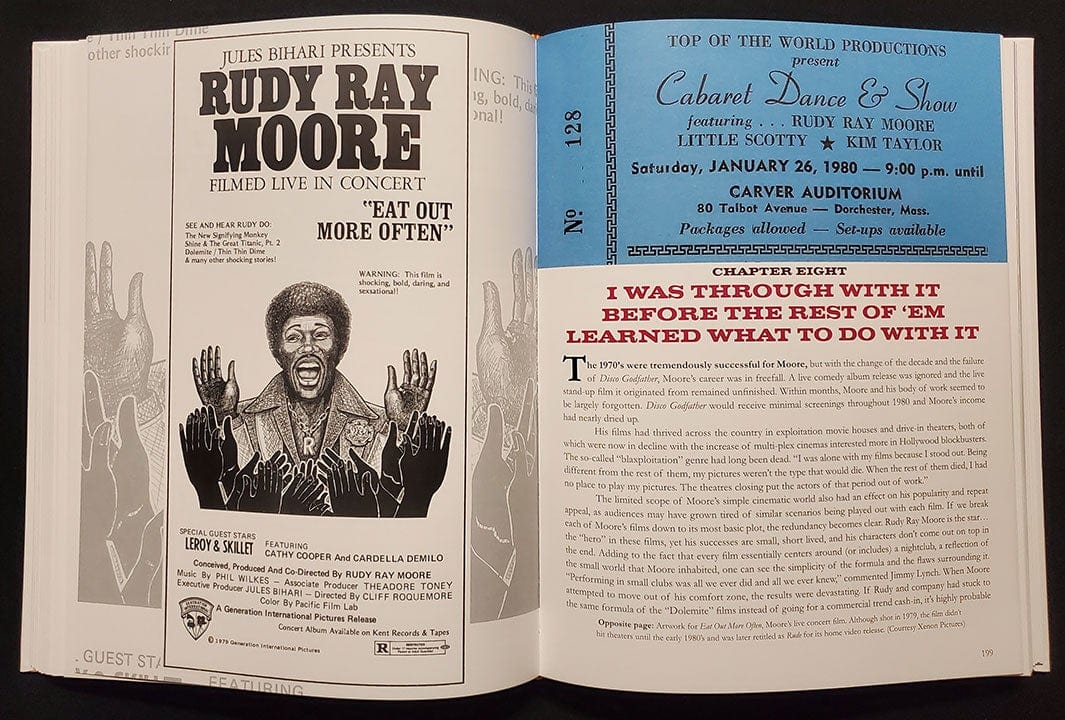 e / Thin Thin Dime
other shockin
JULES BIHARI PRESENTS
RUDY RAY
MOORE
FILMED LIVE IN CONCERT
"EAT OUT
MORE OFTEN"
SEE AND HEAR RUDY DO:
The New Signifying Monkey
Shine & The Great Titanic, Pt. 2
Dolemite / Thin Thin Dime
& many other shocking stories!
WARNING: This film is
shocking, bold, daring, and
sexsational!!
ING: This f
ng, bold, da
onal!
R
SPECIAL GUEST STARS
LEROY & SKILLET
FEATURING
CATHY COOPER And CARDELLA DEMILO
Conceived, Produced And Co-Directed By RUDY RAY MOORE
Music By PHIL WILKES – Associate Producer THEADORE TONEY
Executive Producer JULES BIHARI – Directed By CLIFF ROQUEMORE
Color By Pacific Film Lab
A Generation International Pictures Release
Concert Album Available on Kent Records & Tapes
© 1979 Generation International Pictures
R RESTRICTED
. GUEST STA
FEATURING
TOP OF THE WORLD PRODUCTIONS
present
Cabaret Dance & Show
featuring . . . RUDY RAY MOORE
LITTLE SCOTTY ★ KIM TAYLOR
Saturday, JANUARY 26, 1980 — 9:00 p.m. until
CARVER AUDITORIUM
80 Talbot Avenue — Dorchester, Mass.
Packages allowed — Set-ups available
Nº 128
CHAPTER EIGHT
I WAS THROUGH WITH IT
BEFORE THE REST OF 'EM
LEARNED WHAT TO DO WITH IT
The 1970's were tremendously successful for Moore, but with the change of the decade and the failure
of Disco Godfather, Moore's career was in freefall. A live comedy album release was ignored and the live
stand-up film it originated from remained unfinished. Within months, Moore and his body of work seemed to
be largely forgotten. Disco Godfather would receive minimal screenings throughout 1980 and Moore's income
had nearly dried up.
His films had thrived across the country in exploitation movie houses and drive-in theaters, both of
which were now in decline with the increase of multi-plex cinemas interested more in Hollywood blockbusters.
The so-called "blaxploitation" genre had long been dead. "I was alone with my films because I stood out. Being
different from the rest of them, my pictures weren't the type that would die. When the rest of them died, I had
no place to play my pictures. The theatres closing put the actors of that period out of work."
The limited scope of Moore's simple cinematic world also had an effect on his popularity and repeat
appeal, as audiences may have grown tired of similar scenarios being played out with each film. If we break
each of Moore's films down to its most basic plot, the redundancy becomes clear. Rudy Ray Moore is the star…
the "hero" in these films, yet his successes are small, short lived, and his characters don't come out on top in
the end. Adding to the fact that every film essentially centers around (or includes) a nightclub, a reflection of
the small world that Moore inhabited, one can see the simplicity of the formula and the flaws surrounding it.
"Performing in small clubs was all we ever did and all we ever knew," commented Jimmy Lynch. When Moore
attempted to move out of his comfort zone, the results were devastating. If Rudy and company had stuck to
the same formula of the "Dolemite" films instead of going for a commercial trend cash-in, it's highly probable
Opposite page: Artwork for Eat Out More Often, Moore's live concert film. Although shot in 1979, the film didn't
hit theaters until the early 1980's and was later retitled as Rude for its home video release. (Courtesy Xenon Pictures)
199